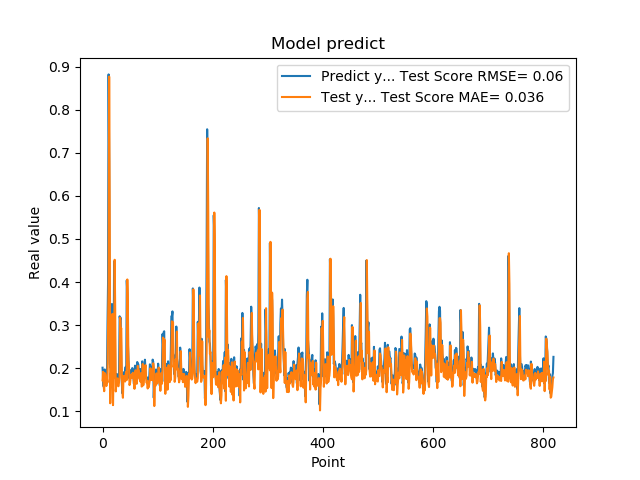 Model predict
Predict y... Test Score RMSE= 0.06
Test y... Test Score MAE= 0.036
0.9
0.8
0.7
0.6
0.5
0.4
0.3
0.2
0.1
Real value
0 200 400 600 800
Point